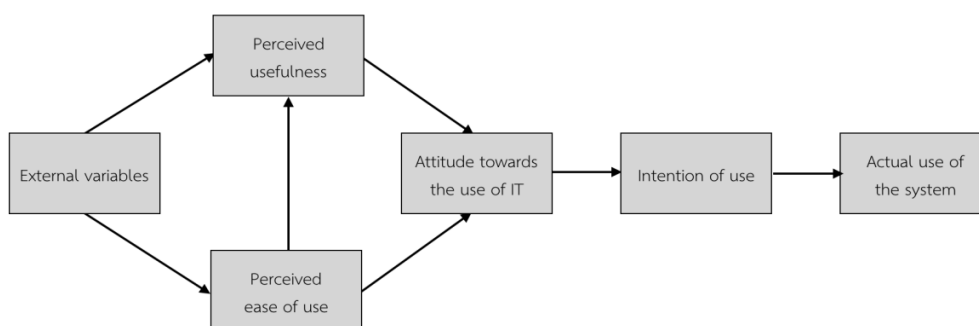 Perceived
usefulness
External variables
Attitude towards
the use of IT
Intention of use
Actual use of
the system
Perceived
ease of use